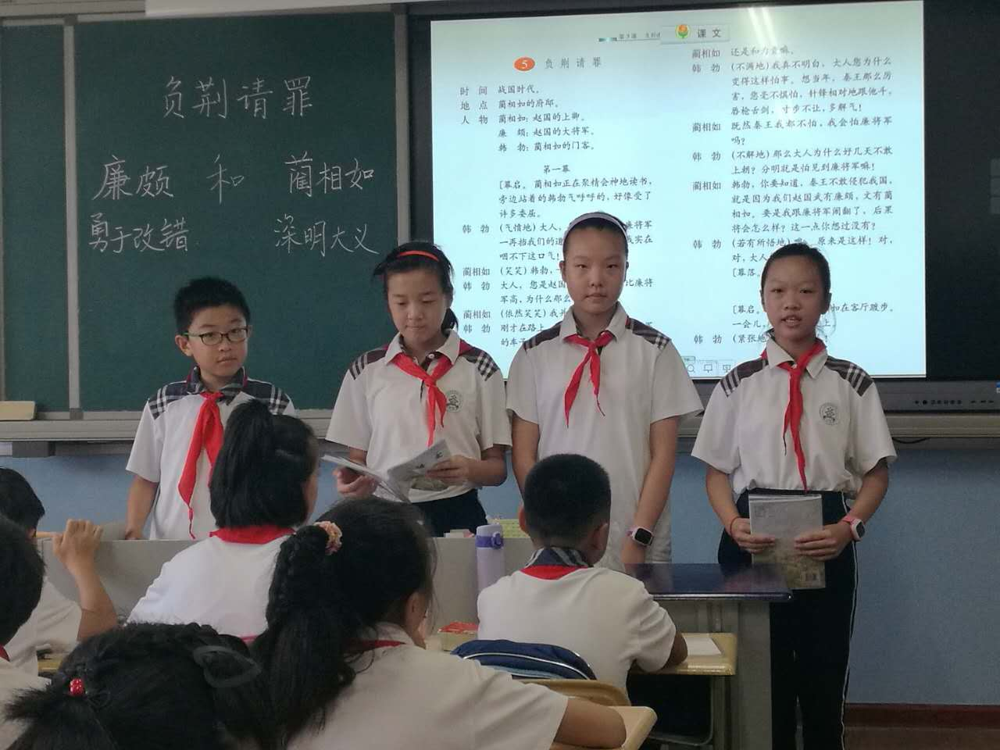 负荆请罪
廉颇 和 蔺相如
勇于改错 深明大义
课文
5 负荆请罪
时 间 战国时代。
地 点 蔺相如的府邸。
人 物 蔺相如：赵国的上卿。
廉 颇：赵国的大将军。
韩 勃：蔺相如的门客。
第一幕
［幕启。蔺相如正在聚精会神地读书，
旁边站着的韩勃气呼呼的，好像受了
许多委屈。
韩 勃 (气愤地)大人，
廉将军
一再挡我们的道
我实在
咽不下这口气！
蔺相如 (笑笑)韩勃，
韩 勃 大人，您是赵国
比廉将
军高，为什么那么
蔺相如 (依然笑笑)我并
韩 勃 刚才在路上
的车子
蔺相如 还是和为贵嘛。
韩 勃 (不满地)我真不明白，大人您为什么
变得这样怕事。想当年，秦王那么厉
害，您毫不惧怕，针锋相对地跟他斗，
唇枪舌剑，寸步不让，多解气！
蔺相如 既然秦王我都不怕，我会怕廉将军
吗？
韩 勃 (不解地)那么大人为什么好几天不敢
上朝？分明就是怕见到廉将军嘛！
蔺相如 韩勃，你要知道，秦王不敢侵犯我国，
就是因为我们赵国武有廉颇，文有蔺
相如。要是我跟廉将军闹翻了，后果
将会怎么样？这一点你想过没有？
韩 勃 (若有所悟地)
原来是这样！对，
对，大人
［幕落。
［幕启。
在客厅踱步。
一会儿，
韩 勃 (紧张地